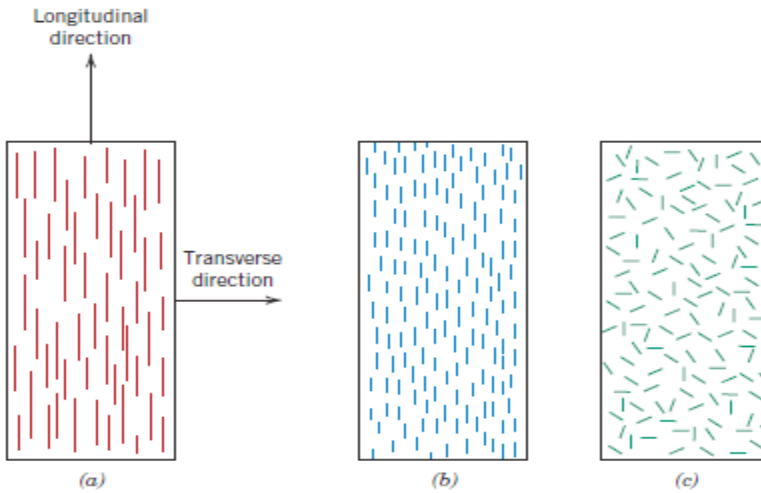 Longitudinal
direction
Transverse
direction
(a)
(b)
(c)